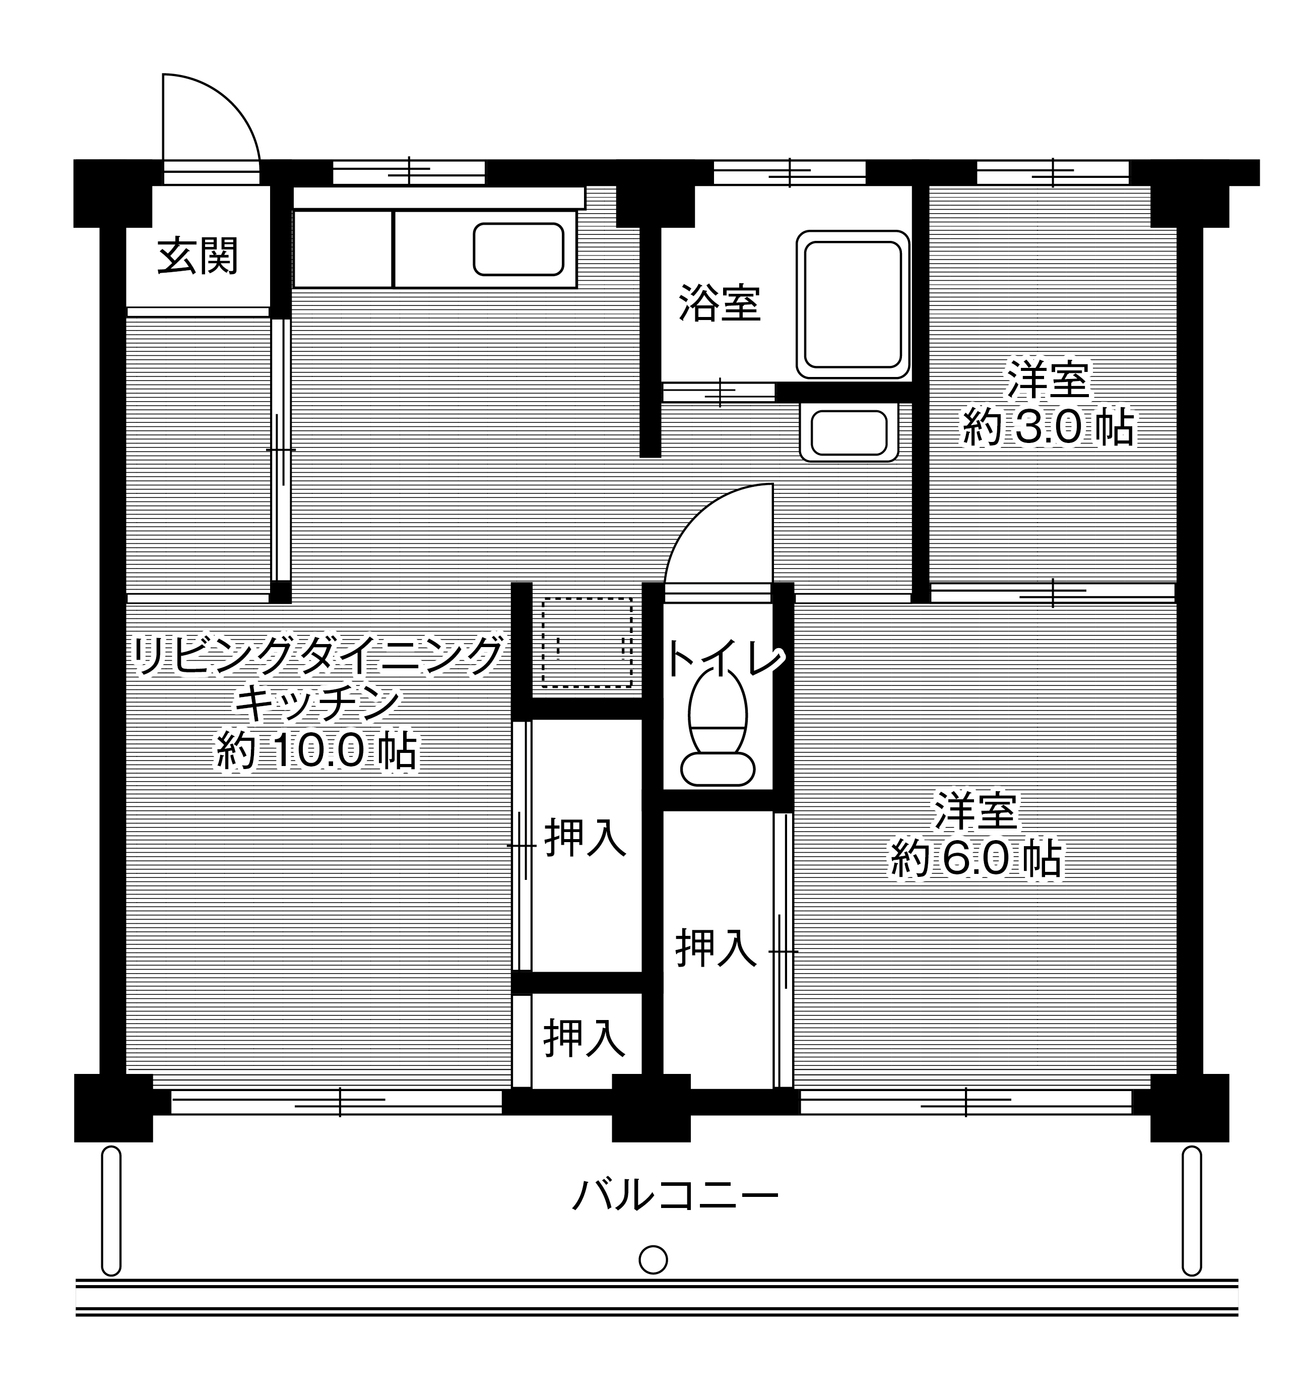 玄関
浴室
洋室
約 3.0 帖
リビングダイニング
キッチン
約 10.0 帖
トイレ
押入
洋室
約 6.0 帖
押入
押入
バルコニー